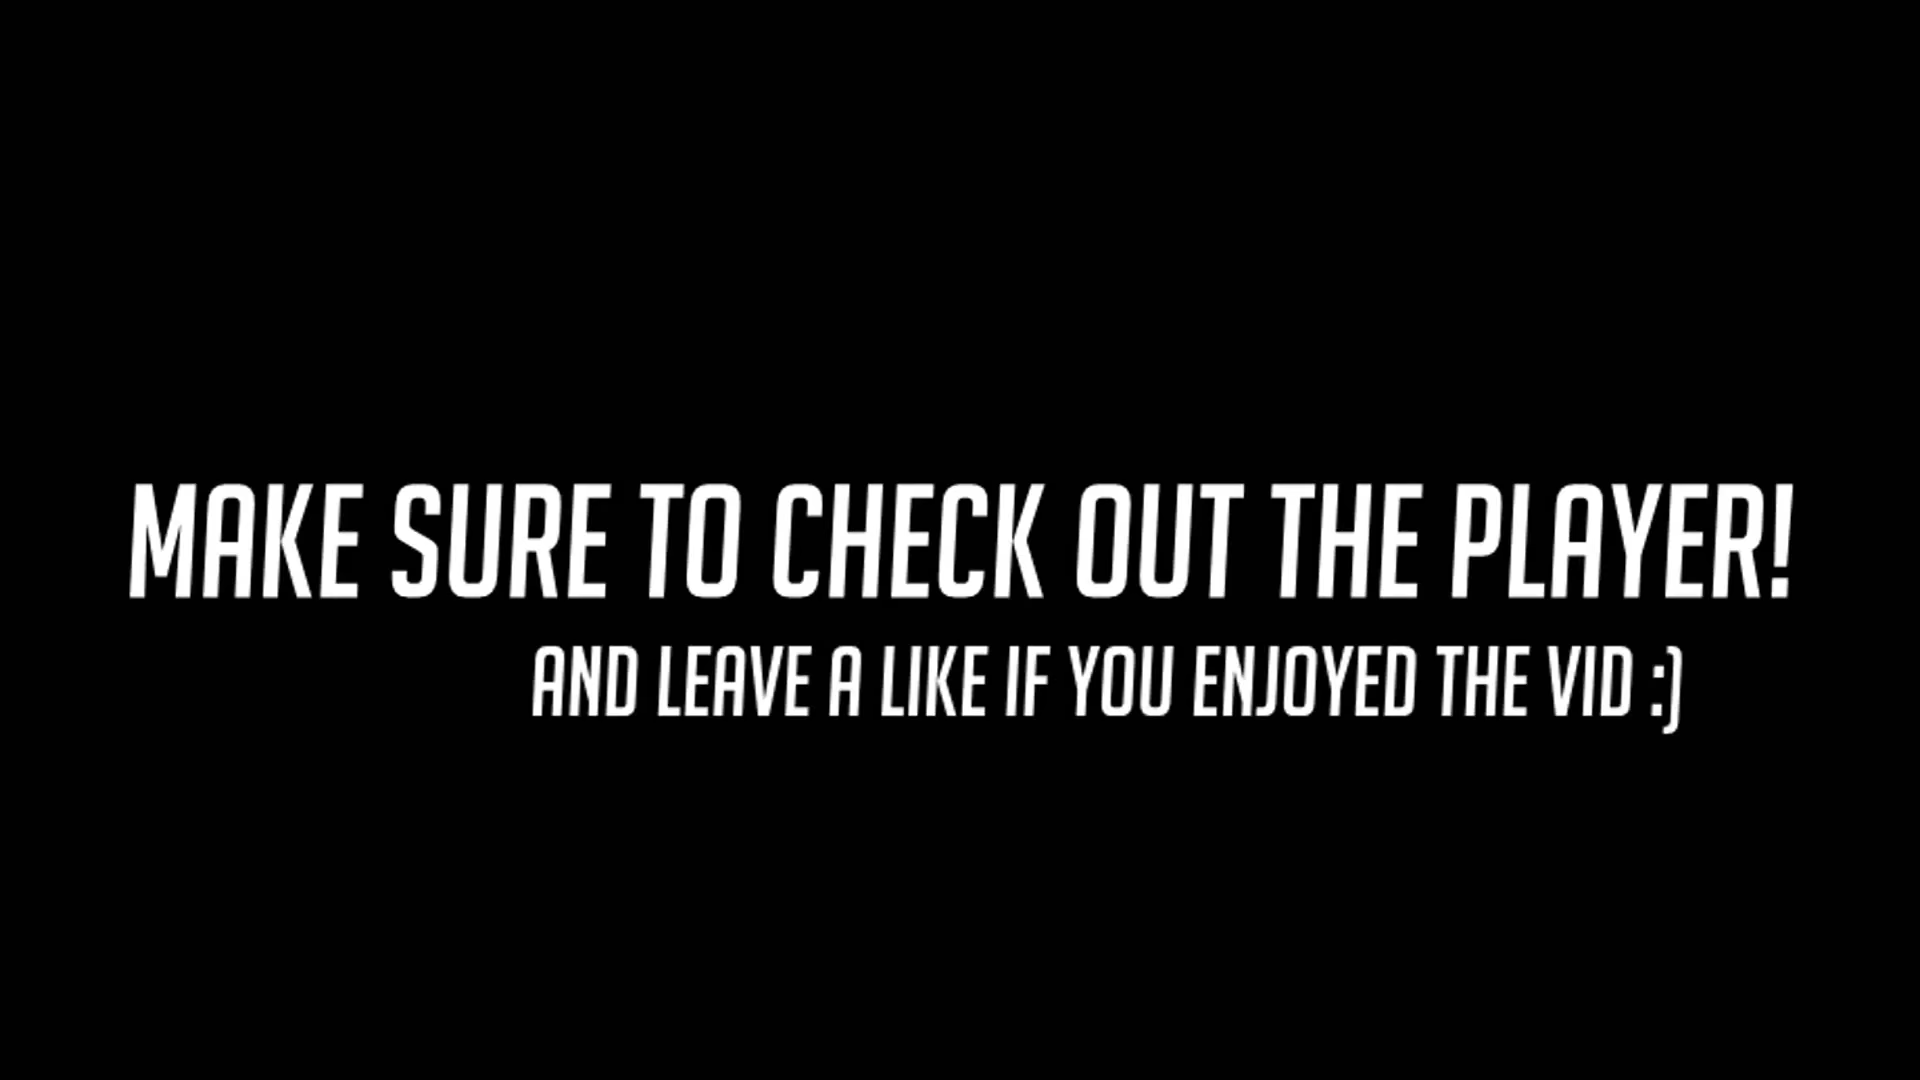 MAKE SURE TO CHECK OUT THE PLAYER!
AND LEAVE A LIKE IF YOU ENJOYED THE VID :)